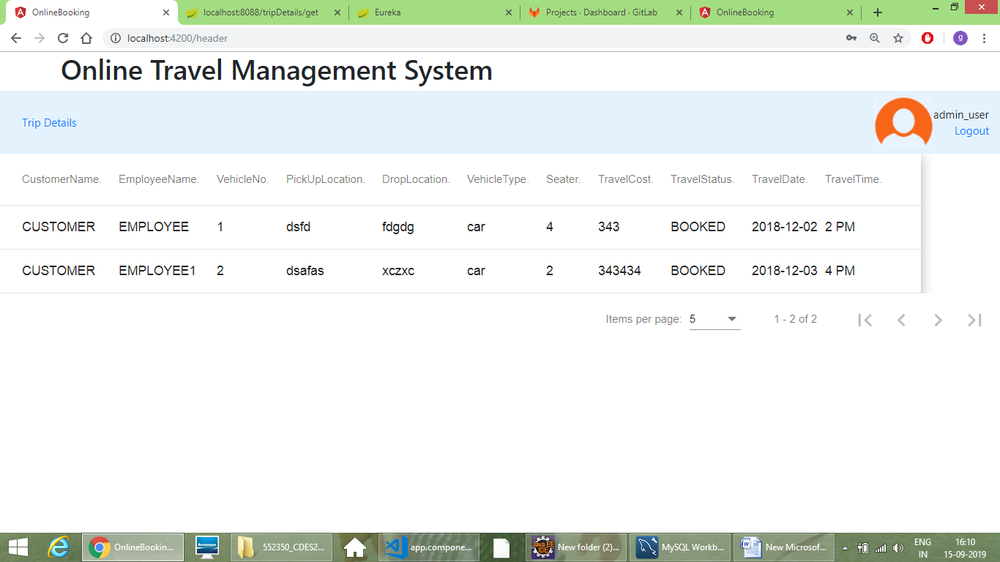 OnlineBooking localhost:8088/tripDetails/get Eureka Projects · Dashboard · GitLab OnlineBooking
localhost:4200/header g
Online Travel Management System
Trip Details
admin_user
Logout
CustomerName. EmployeeName. VehicleNo. PickUpLocation. DropLocation. VehicleType. Seater. TravelCost. TravelStatus. TravelDate. TravelTime.
CUSTOMER EMPLOYEE 1 dsfd fdgdg car 4 343 BOOKED 2018-12-02 2 PM
CUSTOMER EMPLOYEE1 2 dsafas xczxc car 2 343434 BOOKED 2018-12-03 4 PM
Items per page: 5 1 - 2 of 2
OnlineBookin... lenovo 552350_CDES2... app.compone... Java EE IDE New folder (2)... MySQL Workb... New Microsof... ENG IN 16:10 15-09-2019